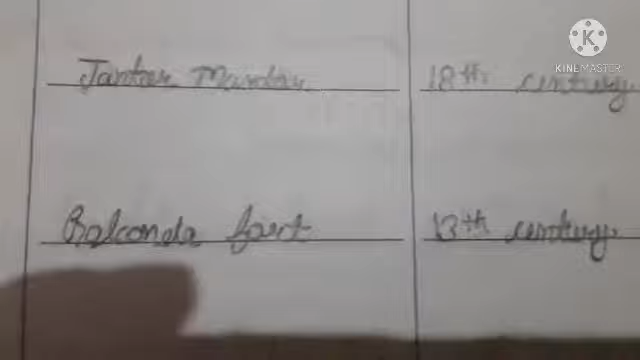 K
KINEMASTER
Jantar Mantar 18th century
Golconda fort 13th century.